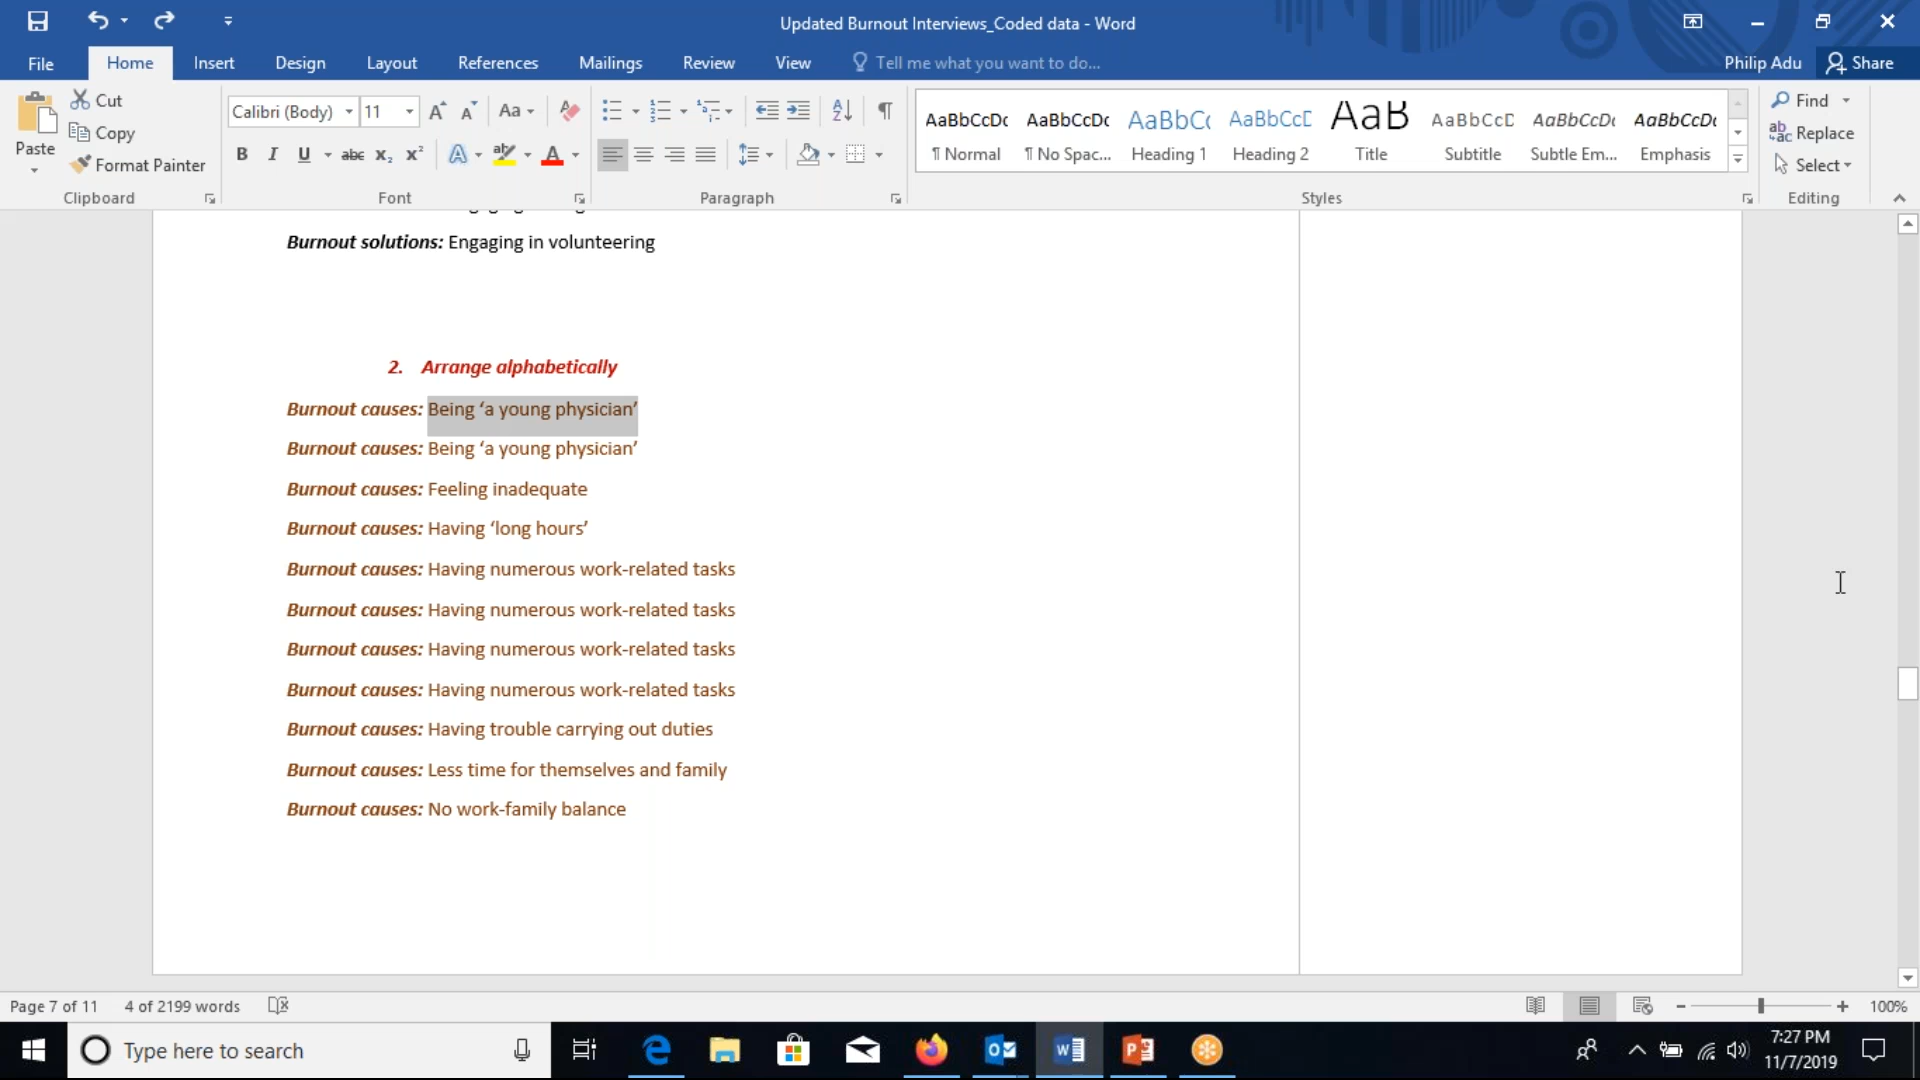 Updated Burnout Interviews_Coded data - Word
File Home Insert Design Layout References Mailings Review View Tell me what you want to do... Philip Adu Share
Paste
Cut
Copy
Format Painter
Clipboard
Calibri (Body) 11
Font
Paragraph
AaBbCcDc AaBbCcDc AaBbC( AaBbCcD AaB AaBbCcD AaBbCcDc AaBbCcDc
¶ Normal ¶ No Spac... Heading 1 Heading 2 Title Subtitle Subtle Em... Emphasis
Styles
Find
Replace
Select
Editing
Burnout solutions: Engaging in volunteering
2. Arrange alphabetically
Burnout causes: Being ‘a young physician’
Burnout causes: Being ‘a young physician’
Burnout causes: Feeling inadequate
Burnout causes: Having ‘long hours’
Burnout causes: Having numerous work-related tasks
Burnout causes: Having numerous work-related tasks
Burnout causes: Having numerous work-related tasks
Burnout causes: Having numerous work-related tasks
Burnout causes: Having trouble carrying out duties
Burnout causes: Less time for themselves and family
Burnout causes: No work-family balance
Page 7 of 11 4 of 2199 words 100%
Type here to search
7:27 PM
11/7/2019